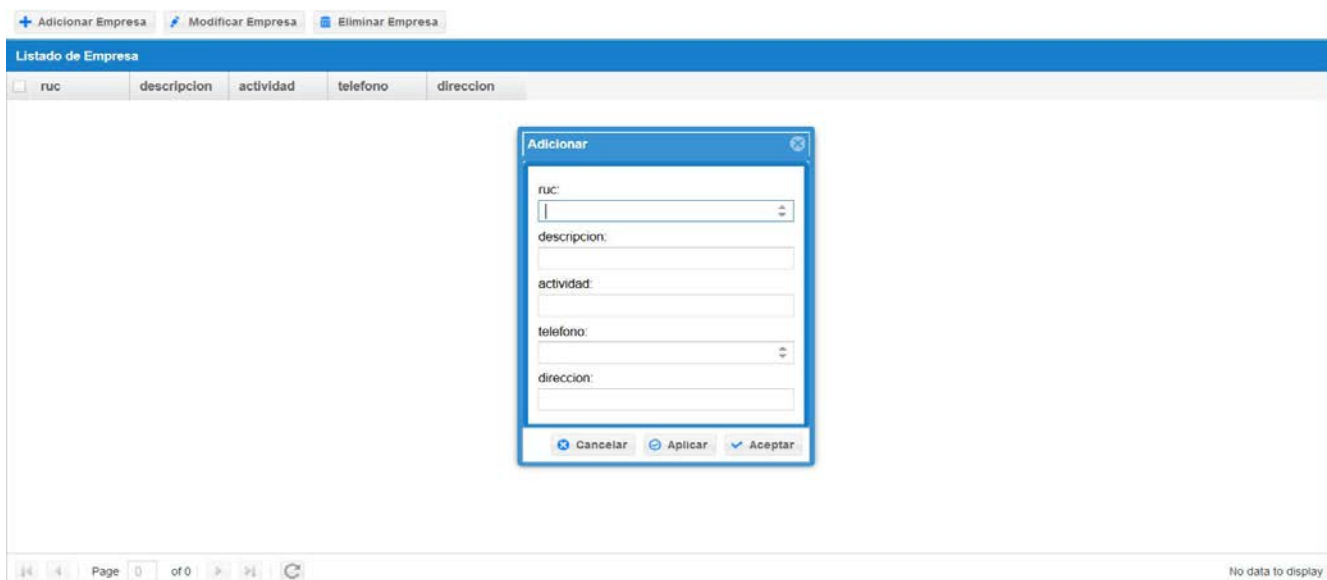 Adicionar Empresa Modificar Empresa Eliminar Empresa
Listado de Empresa
ruc descripcion actividad telefono direccion
Adicionar
ruc:
descripcion:
actividad:
telefono:
direccion:
Cancelar Aplicar Aceptar
Page 0 of 0 No data to display